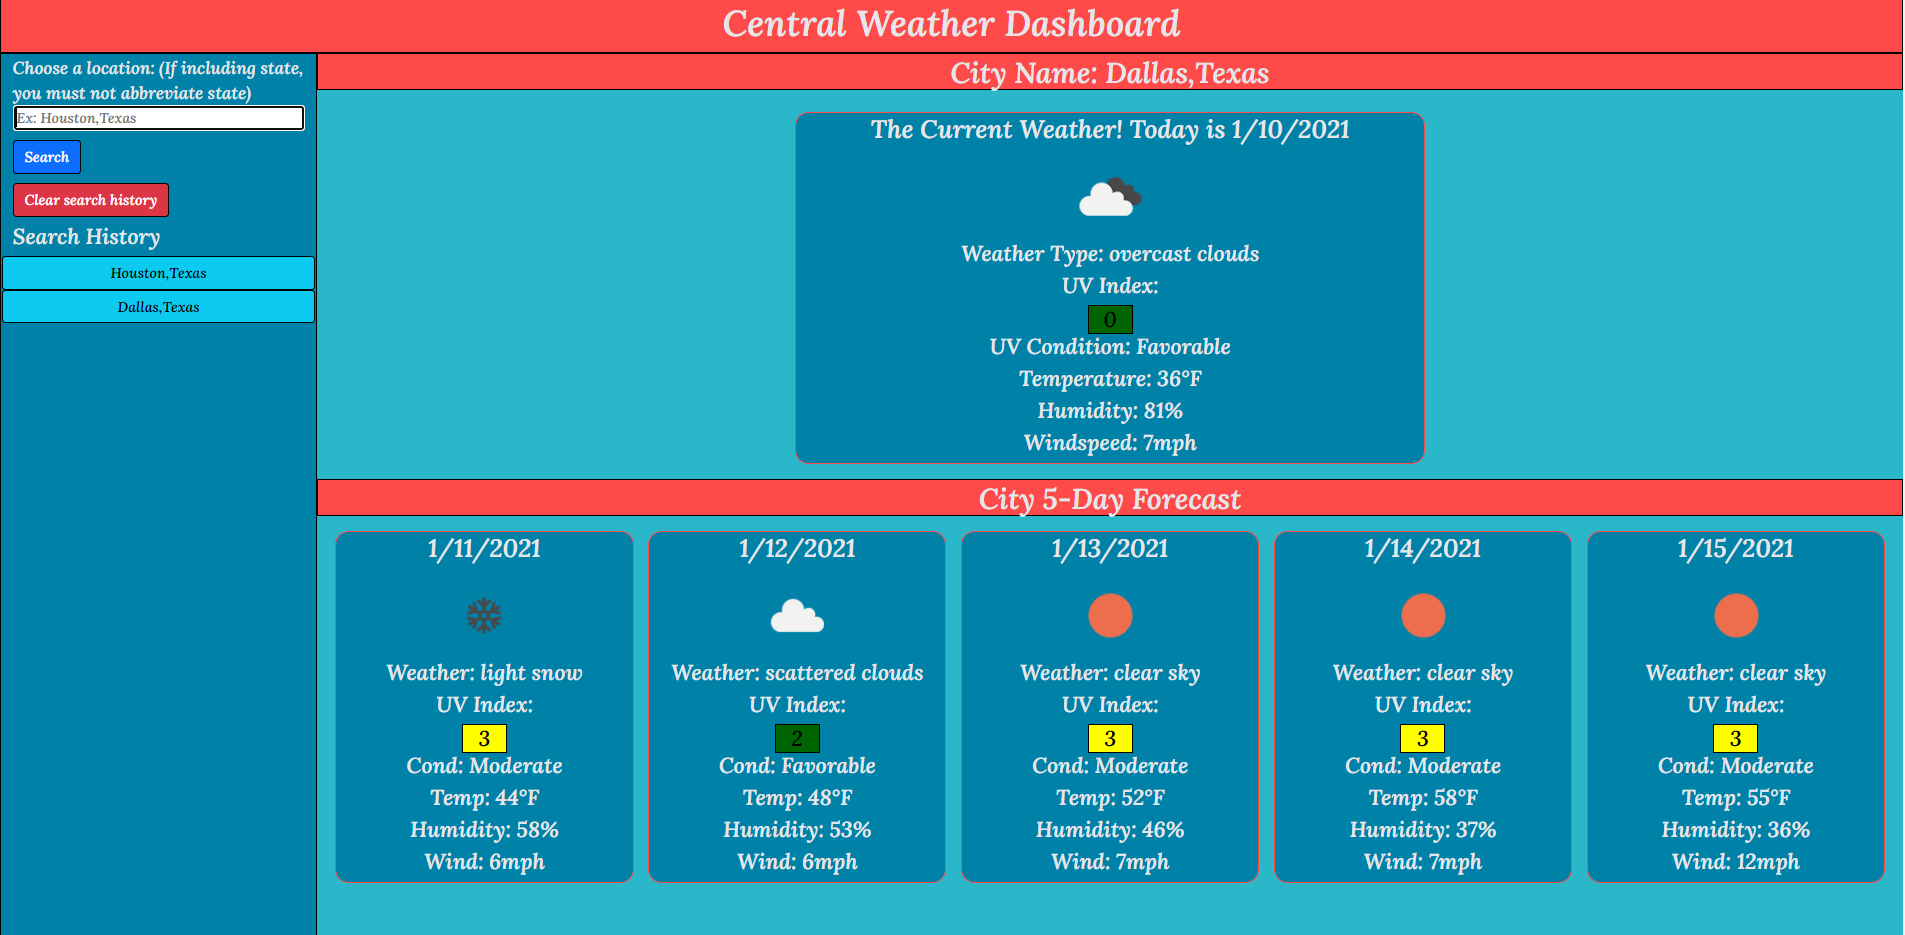 Central Weather Dashboard
Choose a location: (If including state,
you must not abbreviate state)
Ex: Houston,Texas
Search
Clear search history
Search History
Houston,Texas
Dallas,Texas
City Name: Dallas,Texas
The Current Weather! Today is 1/10/2021
Weather Type: overcast clouds
UV Index:
0
UV Condition: Favorable
Temperature: 36°F
Humidity: 81%
Windspeed: 7mph
City 5-Day Forecast
1/11/2021
Weather: light snow
UV Index:
3
Cond: Moderate
Temp: 44°F
Humidity: 58%
Wind: 6mph
1/12/2021
Weather: scattered clouds
UV Index:
2
Cond: Favorable
Temp: 48°F
Humidity: 53%
Wind: 6mph
1/13/2021
Weather: clear sky
UV Index:
3
Cond: Moderate
Temp: 52°F
Humidity: 46%
Wind: 7mph
1/14/2021
Weather: clear sky
UV Index:
3
Cond: Moderate
Temp: 58°F
Humidity: 37%
Wind: 7mph
1/15/2021
Weather: clear sky
UV Index:
3
Cond: Moderate
Temp: 55°F
Humidity: 36%
Wind: 12mph